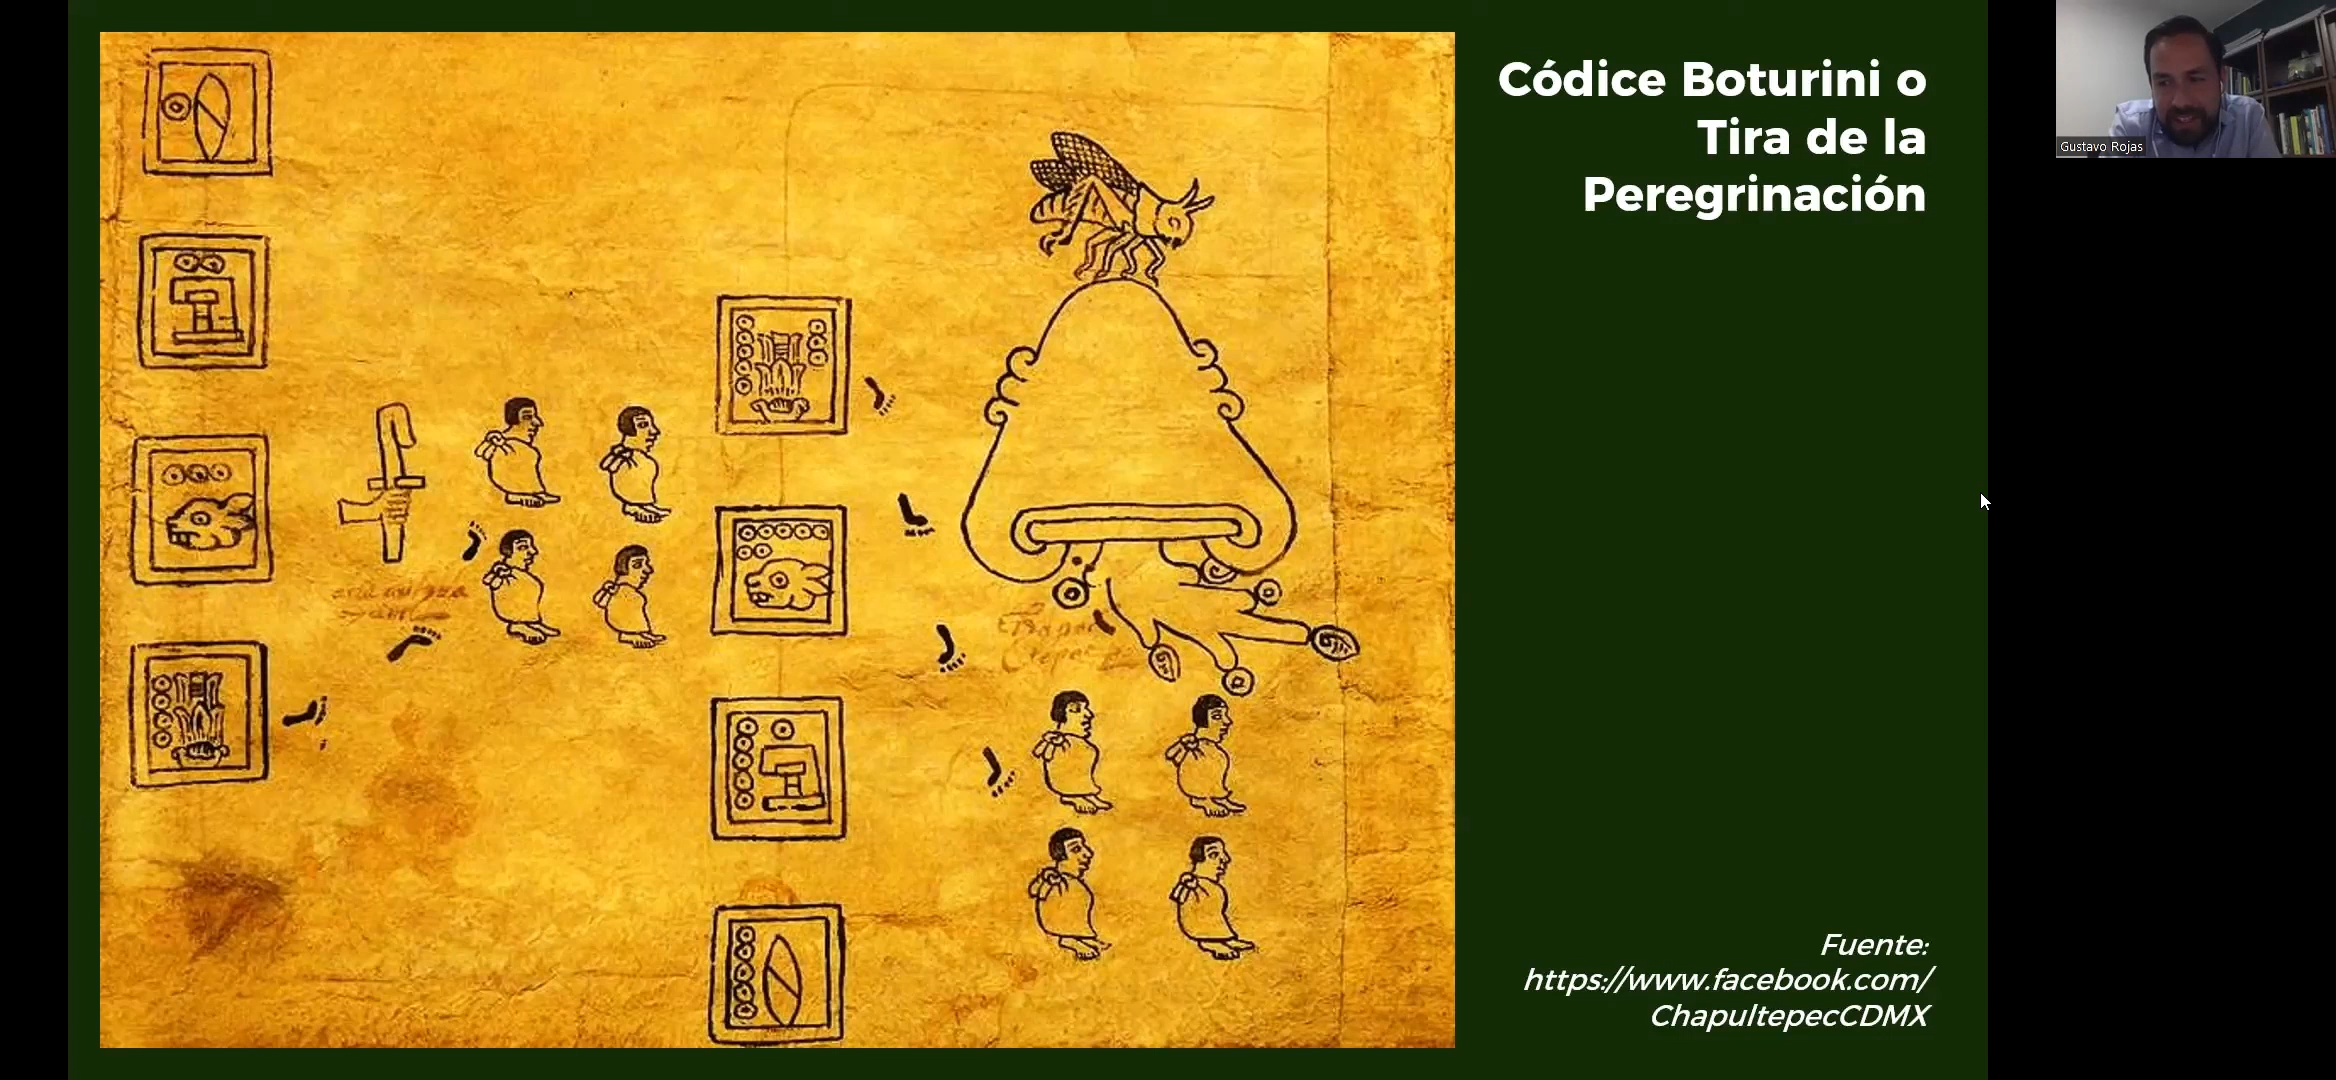 Códice Boturini o
Tira de la
Peregrinación
Gustavo Rojas
Fuente:
https://www.facebook.com/
ChapultepecCDMX